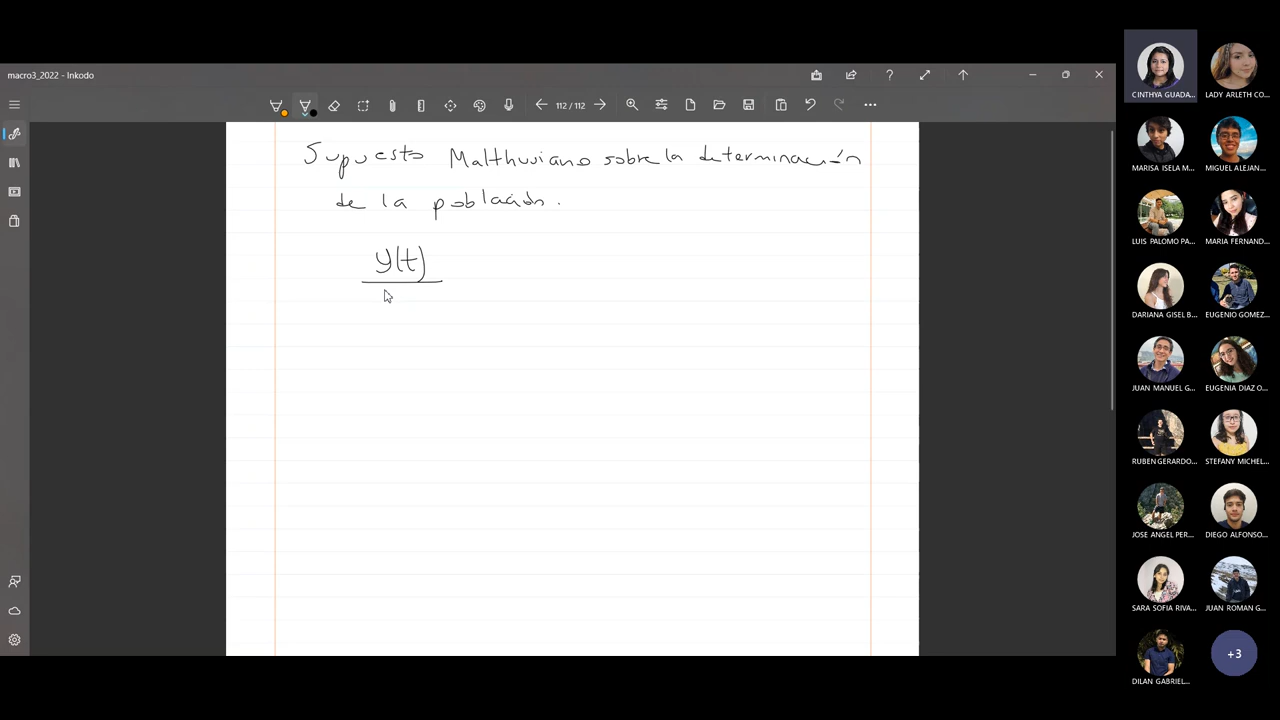 macro3_2022 - Inkodo
112 / 112
Supuesto Malthusiano sobre la determinación
de la población.
y(t)
CINTHYA GUADA...
LADY ARLETH CO...
MARISA ISELA M...
MIGUEL ALEJAN...
LUIS PALOMO PA...
MARIA FERNAND...
DARIANA GISEL B...
EUGENIO GOMEZ...
JUAN MANUEL G...
EUGENIA DIAZ O...
RUBEN GERARDO...
STEFANY MICHEL...
JOSE ANGEL PER...
DIEGO ALFONSO...
SARA SOFIA RIVA...
JUAN ROMAN G...
DILAN GABRIEL...
+3